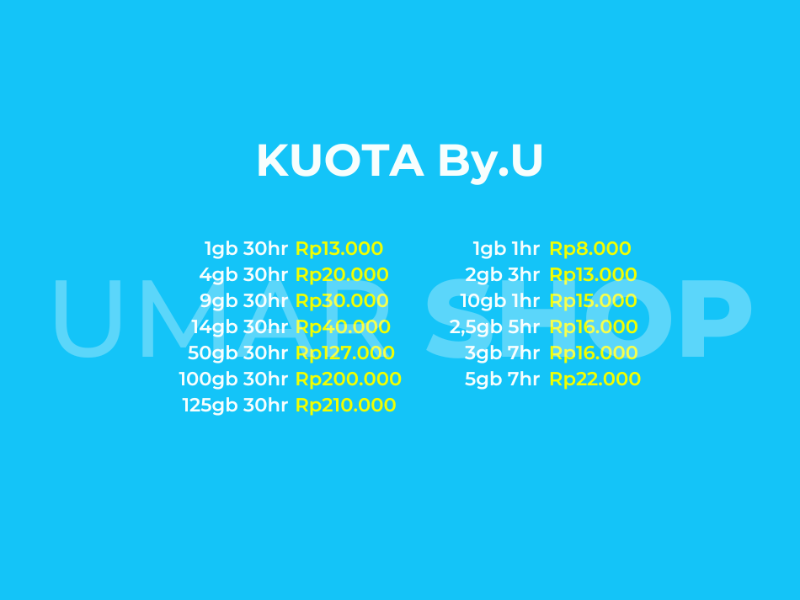 KUOTA By.U
1gb 30hr Rp13.000
4gb 30hr Rp20.000
9gb 30hr Rp30.000
14gb 30hr Rp40.000
50gb 30hr Rp127.000
100gb 30hr Rp200.000
125gb 30hr Rp210.000
1gb 1hr Rp8.000
2gb 3hr Rp13.000
10gb 1hr Rp15.000
2,5gb 5hr Rp16.000
3gb 7hr Rp16.000
5gb 7hr Rp22.000
UMAR SHOP